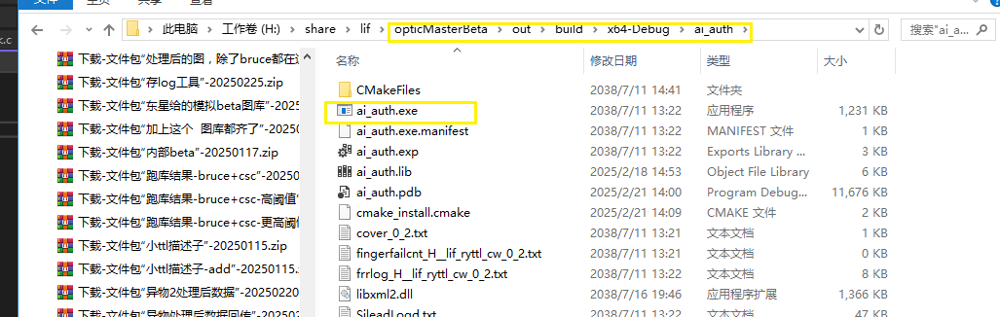 .c
此电脑 › 工作卷 (H:) › share › lif › opticMasterBeta › out › build › x64-Debug › ai_auth ›
搜索"ai_a...
下载-文件包"处理后的图，除了bruce都在这
下载-文件包"存log工具"-20250225.zip
下载-文件包"东星给的模拟beta图库"-20250
下载-文件包"加上这个 图库都齐了"-20250
下载-文件包"内部beta"-20250117.zip
下载-文件包"跑库结果-bruce+csc"-20250
下载-文件包"跑库结果-bruce+csc-高阈值"
下载-文件包"跑库结果-bruce+csc-更高阈值
下载-文件包"小ttl描述子"-20250115.zip
下载-文件包"小ttl描述子-add"-20250115.
下载-文件包"异物2处理后数据"-20250220
下载-文件包"异物处理后数据回传"-20250
名称 修改日期 类型 大小
CMakeFiles 2038/7/11 14:41 文件夹
ai_auth.exe 2038/7/11 13:22 应用程序 1,231 KB
ai_auth.exe.manifest 2038/7/11 13:22 MANIFEST 文件 1 KB
ai_auth.exp 2038/7/11 13:22 Exports Library ... 3 KB
ai_auth.lib 2025/2/18 14:53 Object File Library 6 KB
ai_auth.pdb 2025/2/21 14:00 Program Debug... 11,676 KB
cmake_install.cmake 2025/2/21 14:09 CMAKE 文件 2 KB
cover_0_2.txt 2038/7/11 13:21 文本文档 1 KB
fingerfailcnt_H__lif_ryttl_cw_0_2.txt 2038/7/11 13:21 文本文档 0 KB
frrlog_H__lif_ryttl_cw_0_2.txt 2038/7/11 13:22 文本文档 8 KB
libxml2.dll 2038/7/16 19:46 应用程序扩展 1,366 KB
SileadLogd.txt 2038/7/11 13:22 文本文档 47 KB